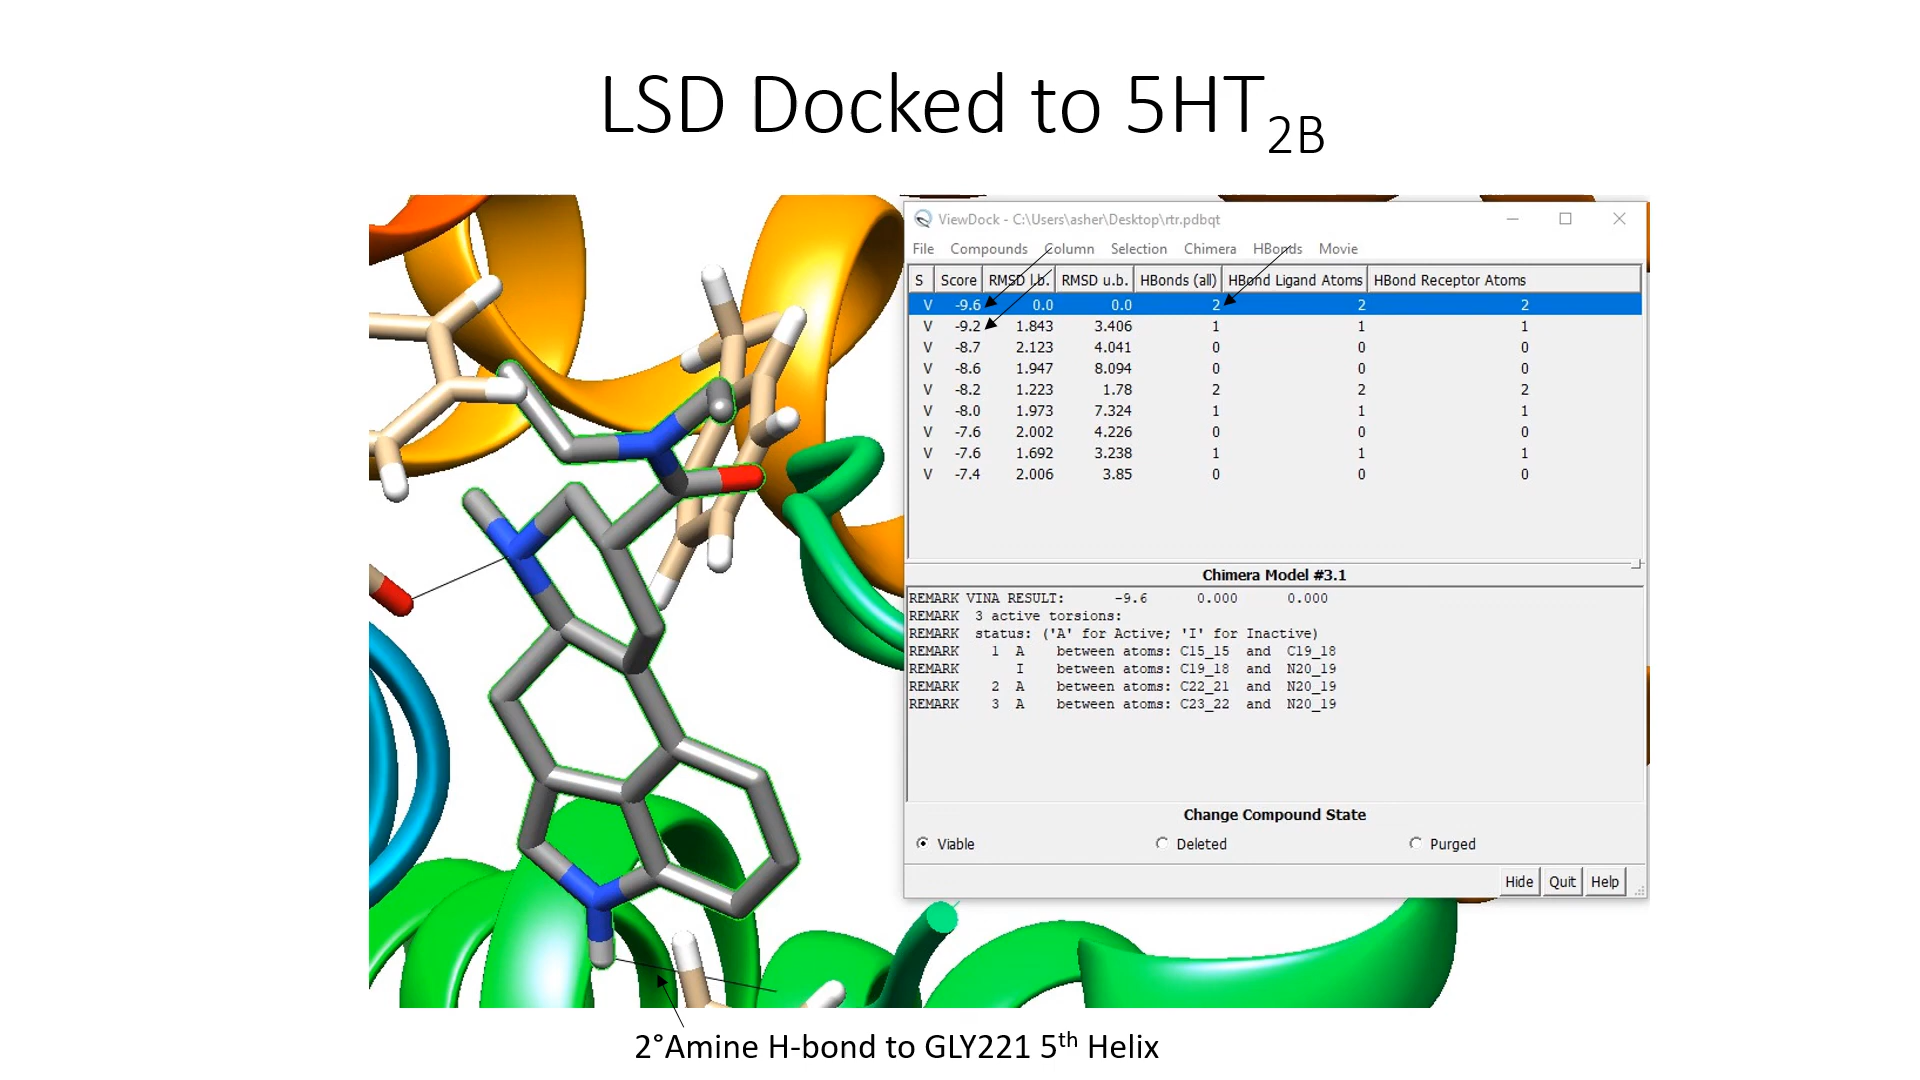 LSD Docked to 5HT2B
ViewDock - C:\Users\asher\Desktop\rtr.pdbqt
File Compounds Column Selection Chimera HBonds Movie
S Score RMSD l.b. RMSD u.b. HBonds (all) HBond Ligand Atoms HBond Receptor Atoms
V -9.6 0.0 0.0 2 2 2
V -9.2 1.843 3.406 1 1 1
V -8.7 2.123 4.041 0 0 0
V -8.6 1.947 8.094 0 0 0
V -8.2 1.223 1.78 2 2 2
V -8.0 1.973 7.324 1 1 1
V -7.6 2.002 4.226 0 0 0
V -7.6 1.692 3.238 1 1 1
V -7.4 2.006 3.85 0 0 0
Chimera Model #3.1
REMARK VINA RESULT: -9.6 0.000 0.000
REMARK 3 active torsions:
REMARK status: ('A' for Active; 'I' for Inactive)
REMARK 1 A between atoms: C15_15 and C19_18
REMARK I between atoms: C19_18 and N20_19
REMARK 2 A between atoms: C22_21 and N20_19
REMARK 3 A between atoms: C23_22 and N20_19
Change Compound State
Viable Deleted Purged
Hide Quit Help
2°Amine H-bond to GLY221 5th Helix